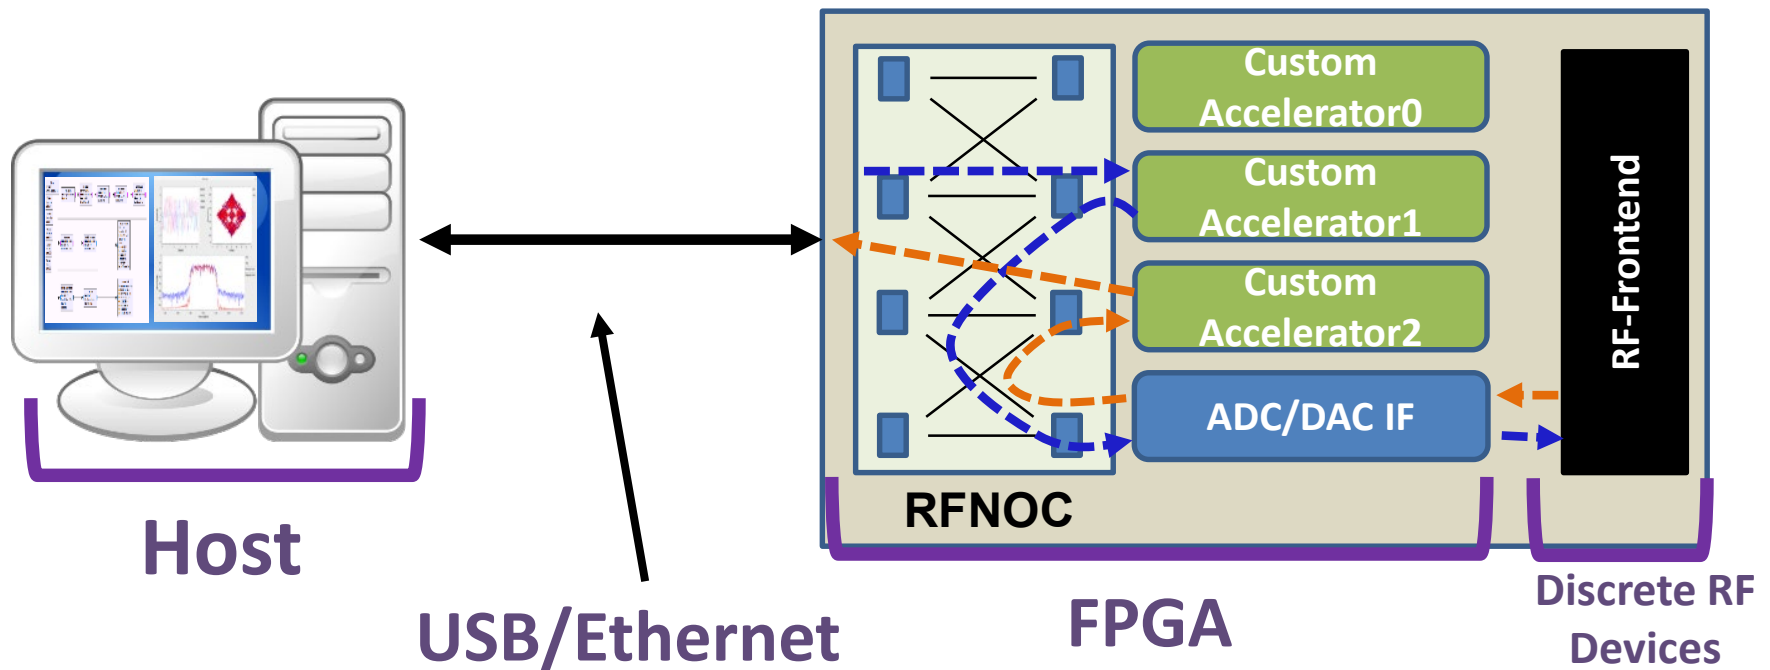 Custom
Accelerator0
Custom
Accelerator1
Custom
Accelerator2
ADC/DAC IF
RF-Frontend
RFNOC
Host
USB/Ethernet
FPGA
Discrete RF
Devices